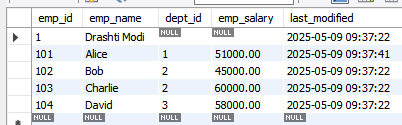 emp_id emp_name dept_id emp_salary last_modified
1 Drashti Modi NULL NULL 2025-05-09 09:37:22
101 Alice 1 51000.00 2025-05-09 09:37:41
102 Bob 2 45000.00 2025-05-09 09:37:22
103 Charlie 2 60000.00 2025-05-09 09:37:22
104 David 3 58000.00 2025-05-09 09:37:22
NULL NULL NULL NULL NULL